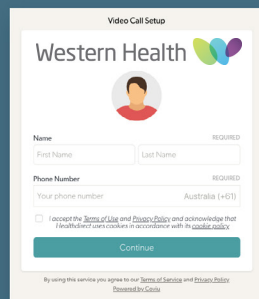 Video Call Setup
Western Health
Name REQUIRED
First Name Last Name
Phone Number REQUIRED
Your phone number Australia (+61)
I accept the Terms of Use and Privacy Policy and acknowledge that
Healthdirect uses cookies in accordance with its cookie policy
Continue
By using this service you agree to our Terms of Service and Privacy Policy
Powered by Coviu